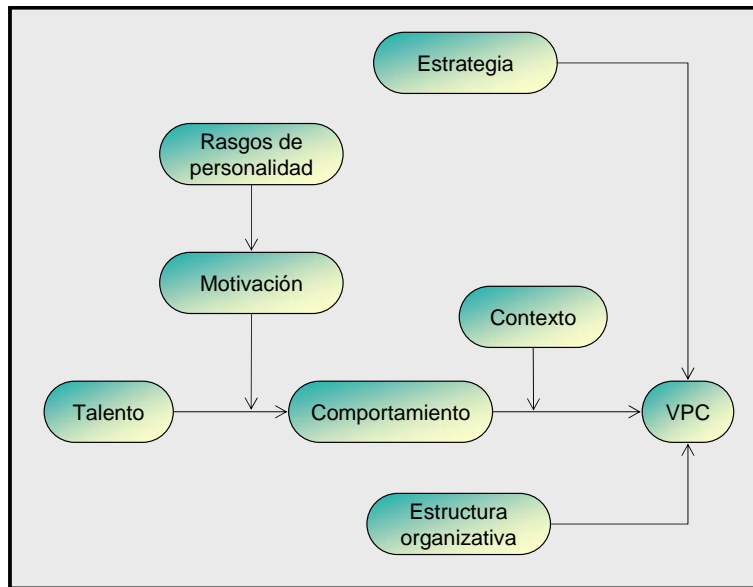 Estrategia
Rasgos de
personalidad
Motivación
Contexto
Talento
Comportamiento
VPC
Estructura
organizativa